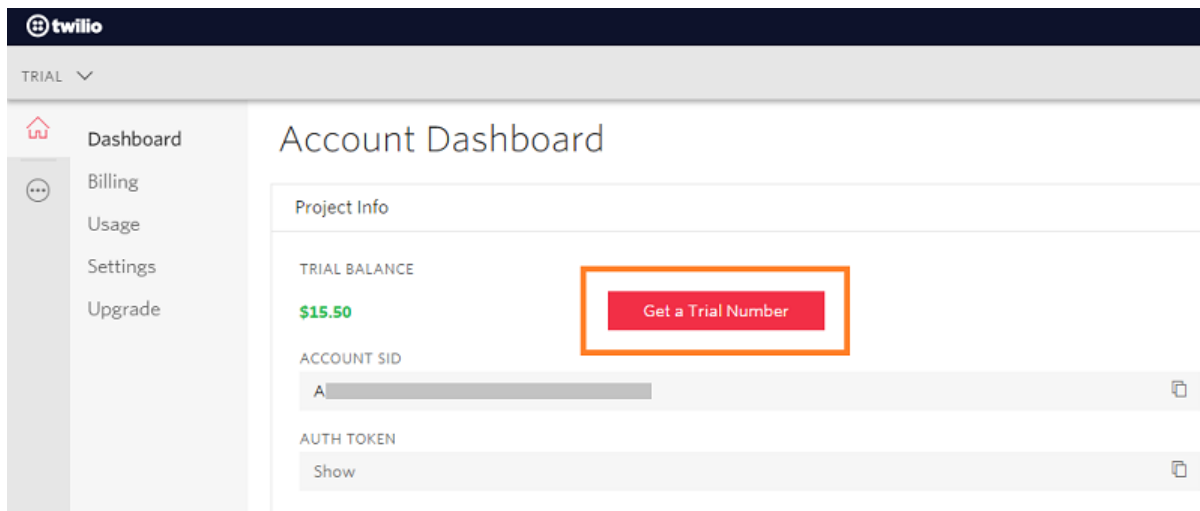 twilio
TRIAL
Dashboard
Billing
Usage
Settings
Upgrade
Account Dashboard
Project Info
TRIAL BALANCE
$15.50
Get a Trial Number
ACCOUNT SID
A
AUTH TOKEN
Show